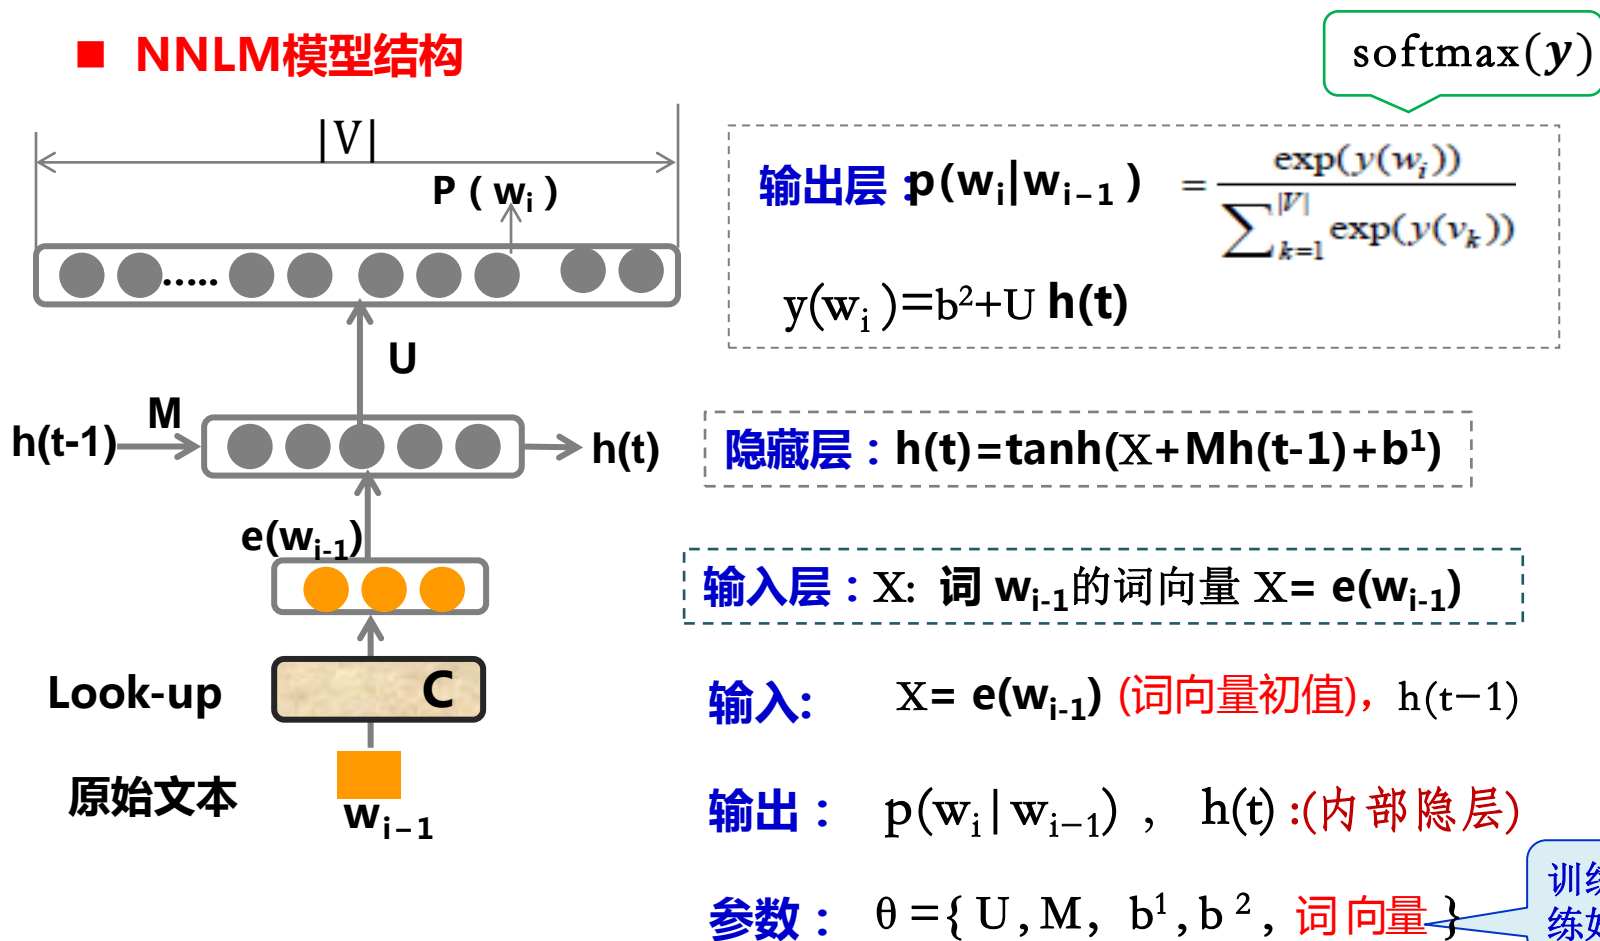 softmax(y)
■ NNLM模型结构
|V|
P ( wi )
.....
U
M
h(t-1)
h(t)
e(wi-1)
Look-up
C
原始文本
wi-1
输出层：p(wi|wi-1) = exp(y(wi)) / ∑k=1|V| exp(y(vk))
y(wi)=b²+U h(t)
隐藏层：h(t)=tanh(X+Mh(t-1)+b¹)
输入层：X: 词 wi-1的词向量 X= e(wi-1)
输入: X= e(wi-1) (词向量初值)，h(t-1)
输出： p(wi|wi-1) , h(t) :(内部隐层)
参数： θ={ U , M, b¹ , b² , 词向量 }
训
练